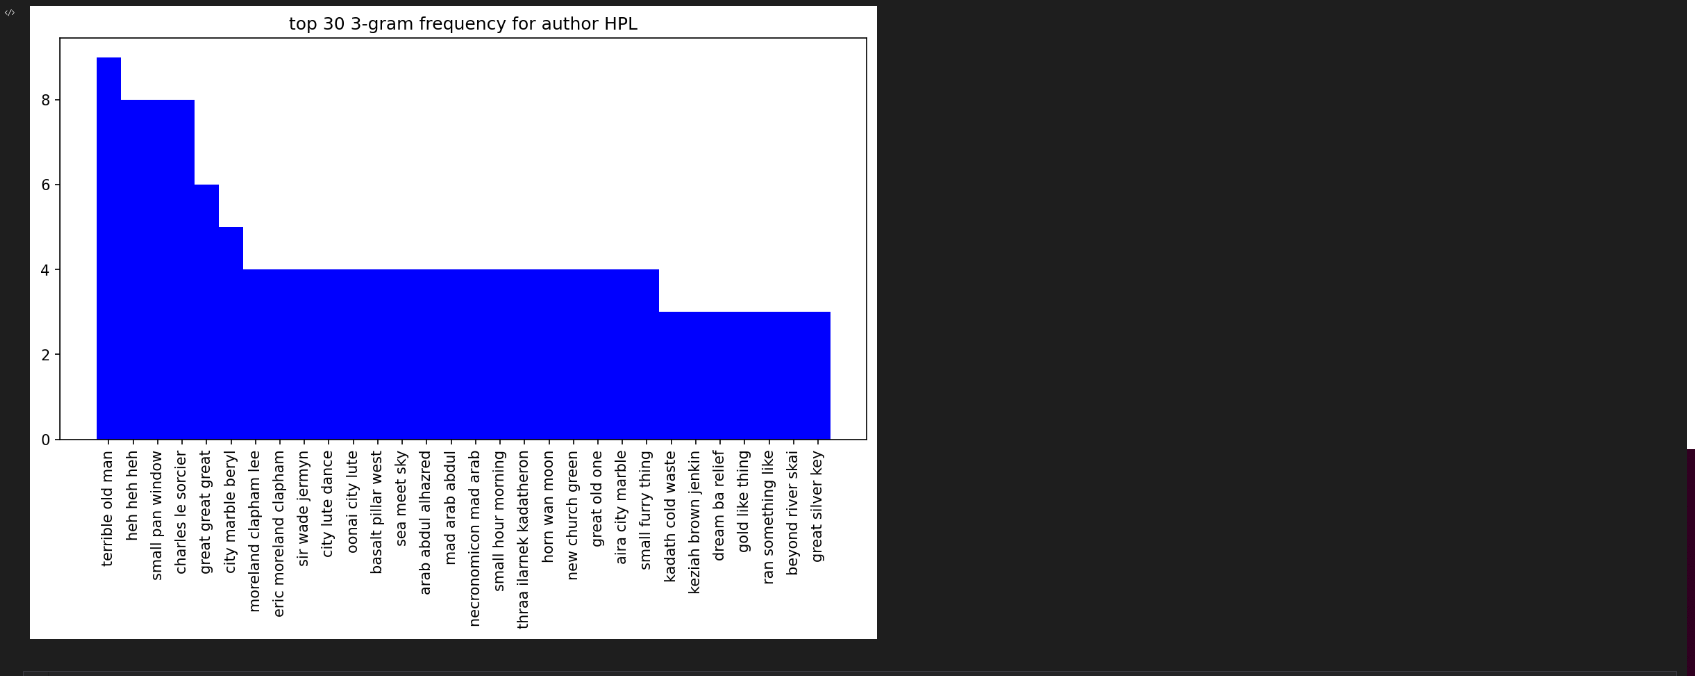 top 30 3-gram frequency for author HPL
8
6
4
2
0
terrible old man
heh heh heh
small pan window
charles le sorcier
great great great
city marble beryl
moreland clapham lee
eric moreland clapham
sir wade jermyn
city lute dance
oonai city lute
basalt pillar west
sea meet sky
arab abdul alhazred
mad arab abdul
necronomicon mad arab
small hour morning
thraa ilarnek kadatheron
horn wan moon
new church green
great old one
aira city marble
small furry thing
kadath cold waste
keziah brown jenkin
dream ba relief
gold like thing
ran something like
beyond river skai
great silver key